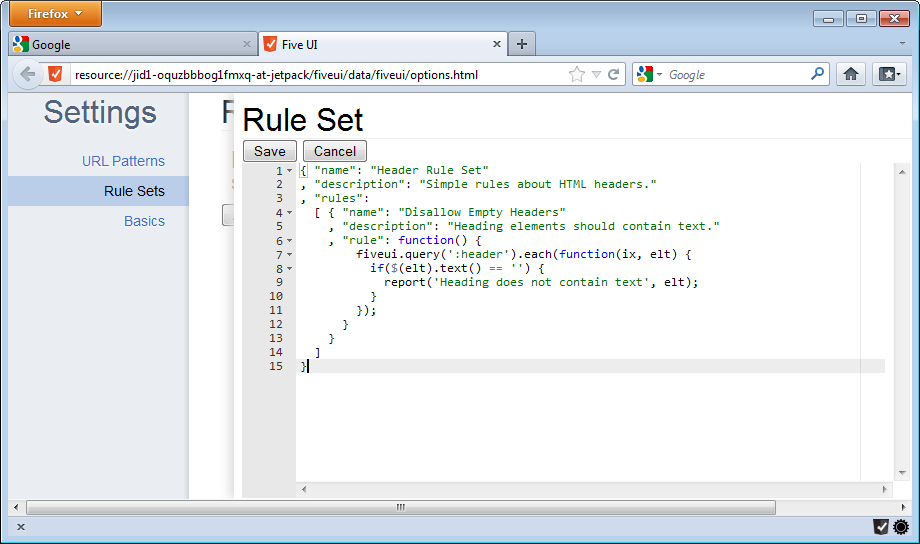 Firefox
Google
Five UI
resource://jid1-oquzbbbog1fmxq-at-jetpack/fiveui/data/fiveui/options.html
Google
Settings
URL Patterns
Rule Sets
Basics
Rule Set
Save Cancel
1 { "name": "Header Rule Set"
2 , "description": "Simple rules about HTML headers."
3 , "rules":
4 [ { "name": "Disallow Empty Headers"
5 , "description": "Heading elements should contain text."
6 , "rule": function() {
7 fiveui.query(':header').each(function(ix, elt) {
8 if($(elt).text() == '') {
9 report('Heading does not contain text', elt);
10 }
11 });
12 }
13 }
14 ]
15 }